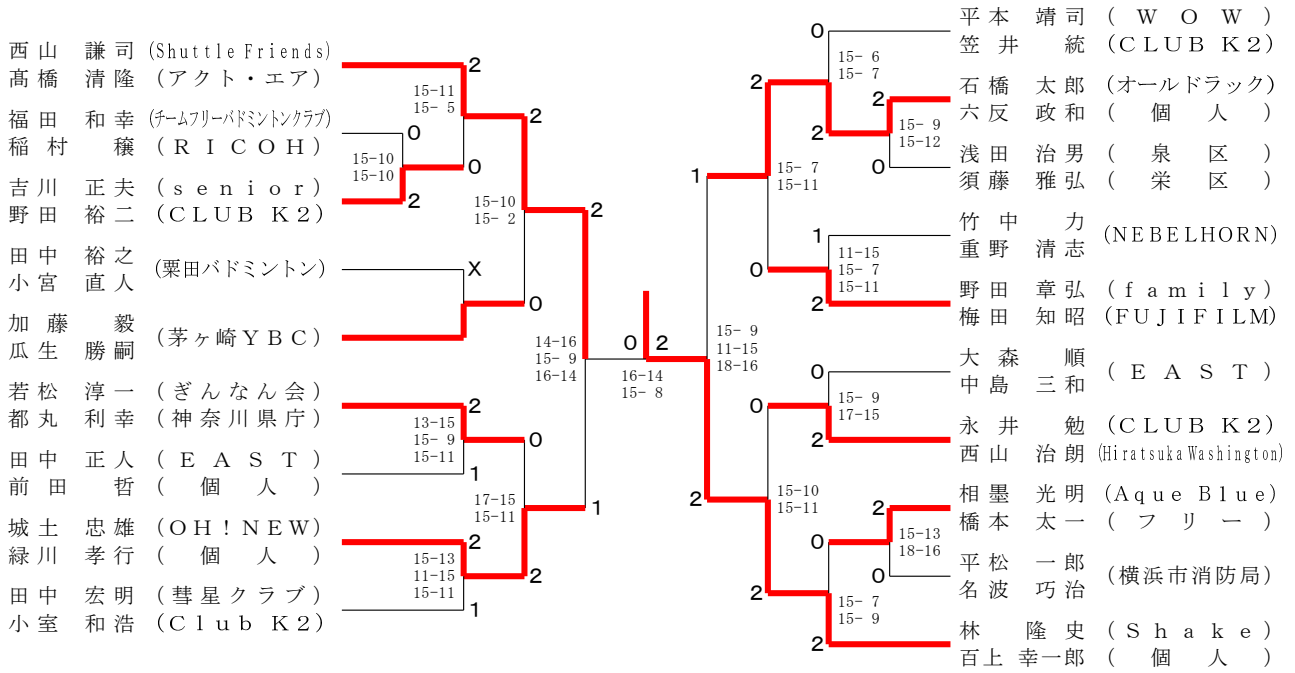 西山 謙司 (Shuttle Friends)
髙橋 清隆 (アクト・エア)
福田 和幸 (チームフリーバドミントンクラブ)
稲村 穣 (RICOH)
吉川 正夫 (senior)
野田 裕二 (CLUB K2)
田中 裕之
小宮 直人
(栗田バドミントン)
加藤 毅
瓜生 勝嗣
(茅ヶ崎YBC)
若松 淳一 (ぎんなん会)
都丸 利幸 (神奈川県庁)
田中 正人 (EAST)
前田 哲 (個人)
城土 忠雄 (OH!NEW)
緑川 孝行 (個人)
田中 宏明 (彗星クラブ)
小室 和浩 (Club K2)
2
15-11
15- 5
0
15-10
15-10
0
2
2
15-10
15- 2
X
0
2
14-16
15- 9
16-14
2
13-15
15- 9
15-11
1
0
17-15
15-11
1
2
15-13
11-15
15-11
1
2
0 2
16-14
15- 8
1
15- 9
11-15
18-16
2
2
15- 7
15-11
0
0
15- 6
15- 7
2
2
15- 9
15-12
0
1
11-15
15- 7
15-11
2
0
15- 9
17-15
2
0
15-10
15-11
2
2
15-13
18-16
0
0
15- 7
15- 9
2
平本 靖司 (WOW)
笠井 統 (CLUB K2)
石橋 太郎 (オールドラック)
六反 政和 (個人)
浅田 治男 (泉区)
須藤 雅弘 (栄区)
竹中 力
重野 清志
(NEBELHORN)
野田 章弘 (family)
梅田 知昭 (FUJIFILM)
大森 順
中島 三和
(EAST)
永井 勉 (CLUB K2)
西山 治朗 (Hiratsuka Washington)
相墨 光明 (Aque Blue)
橋本 太一 (フリー)
平松 一郎
名波 巧治
(横浜市消防局)
林 隆史 (Shake)
百上 幸一郎 (個人)